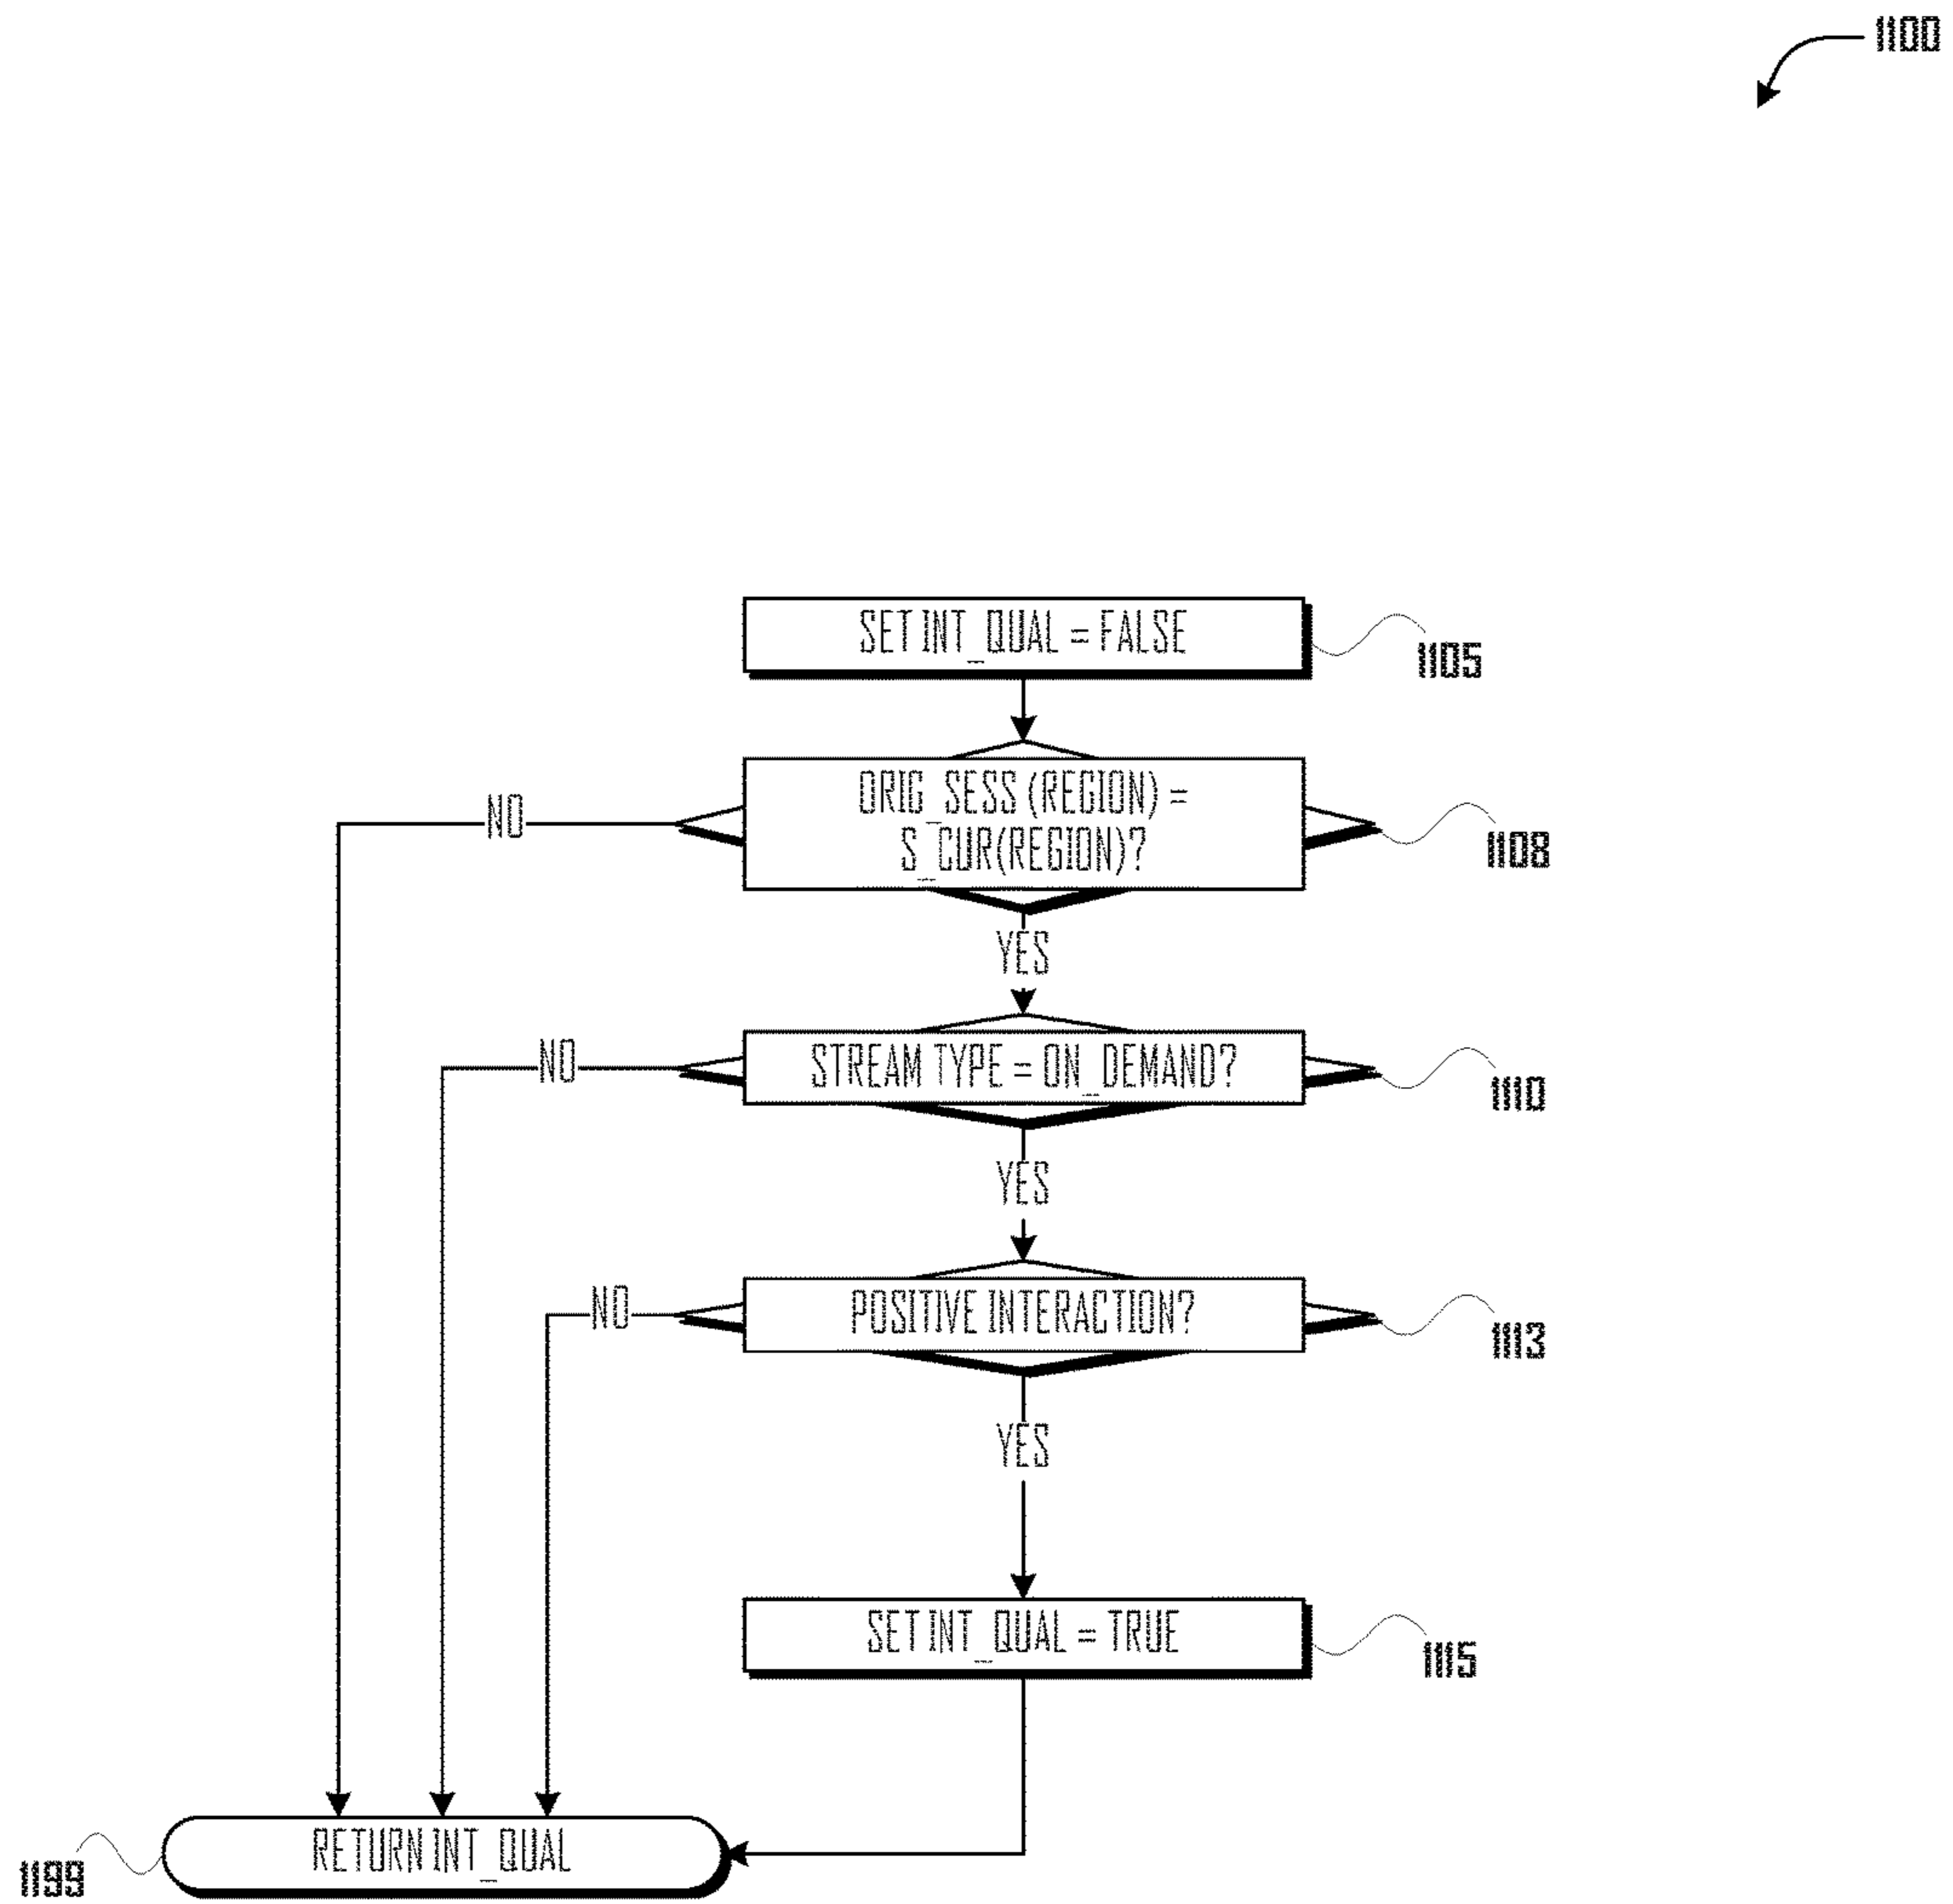 1100
SET INT_QUAL = FALSE
1105
ORIG_SESS (REGION) =
S_CUR(REGION)?
NO
1108
YES
STREAM TYPE = ON_DEMAND?
NO
1110
YES
POSITIVE INTERACTION?
NO
1113
YES
SET INT_QUAL = TRUE
1115
RETURN INT_QUAL
1199